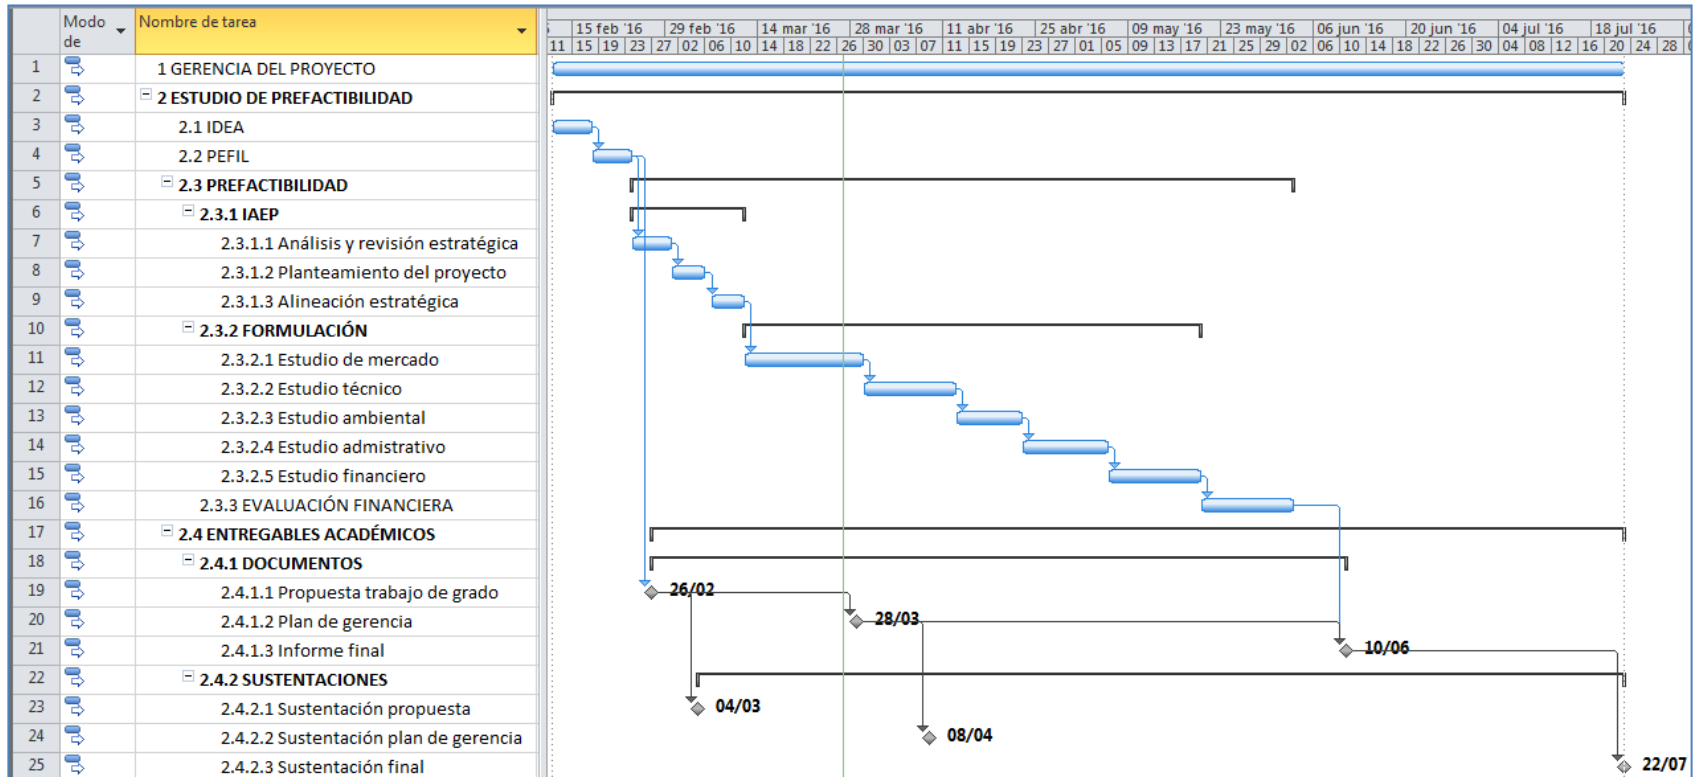 Modo de
Nombre de tarea
15 feb '16 29 feb '16 14 mar '16 28 mar '16 11 abr '16 25 abr '16 09 may '16 23 may '16 06 jun '16 20 jun '16 04 jul '16 18 jul '16
11 15 19 23 27 02 06 10 14 18 22 26 30 03 07 11 15 19 23 27 01 05 09 13 17 21 25 29 02 06 10 14 18 22 26 30 04 08 12 16 20 24 28
1 1 GERENCIA DEL PROYECTO
2 2 ESTUDIO DE PREFACTIBILIDAD
3 2.1 IDEA
4 2.2 PEFIL
5 2.3 PREFACTIBILIDAD
6 2.3.1 IAEP
7 2.3.1.1 Análisis y revisión estratégica
8 2.3.1.2 Planteamiento del proyecto
9 2.3.1.3 Alineación estratégica
10 2.3.2 FORMULACIÓN
11 2.3.2.1 Estudio de mercado
12 2.3.2.2 Estudio técnico
13 2.3.2.3 Estudio ambiental
14 2.3.2.4 Estudio admistrativo
15 2.3.2.5 Estudio financiero
16 2.3.3 EVALUACIÓN FINANCIERA
17 2.4 ENTREGABLES ACADÉMICOS
18 2.4.1 DOCUMENTOS
19 2.4.1.1 Propuesta trabajo de grado 26/02
20 2.4.1.2 Plan de gerencia 28/03
21 2.4.1.3 Informe final 10/06
22 2.4.2 SUSTENTACIONES
23 2.4.2.1 Sustentación propuesta 04/03
24 2.4.2.2 Sustentación plan de gerencia 08/04
25 2.4.2.3 Sustentación final 22/07